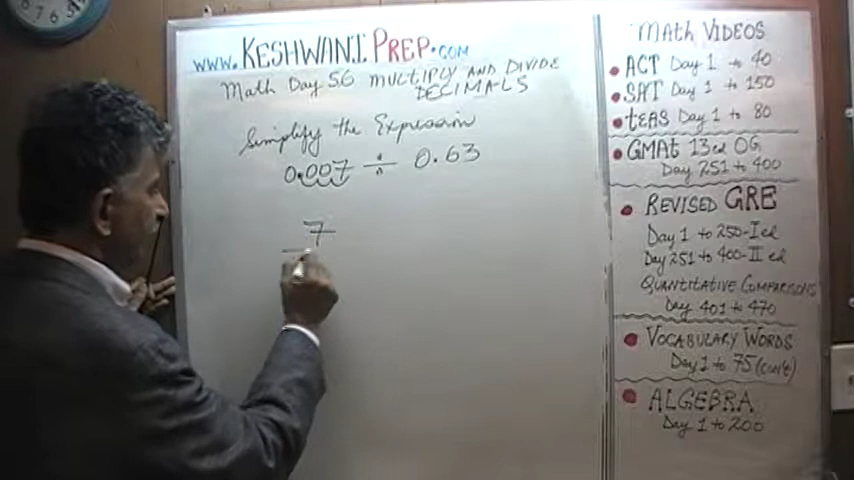 www.KESHWANIPREP.com
Math Day 56 MULTIPLY AND DIVIDE
DECIMALS
Simplify the Expression
0.007 ÷ 0.63
7
Math VIDEOS
ACT Day 1 to 40
SAT Day 1 to 150
tEAS Day 1 to 80
GMAt 13 ed OG
Day 251 to 400
REVISED GRE
Day 1 to 250-I ed
Day 251 to 400-II ed
QUANTITATIVE COMPARISONS
Day 401 to 470
VOCABULARY WORDS
Day 1 to 75 (con't)
ALGEBRA
Day 1 to 200